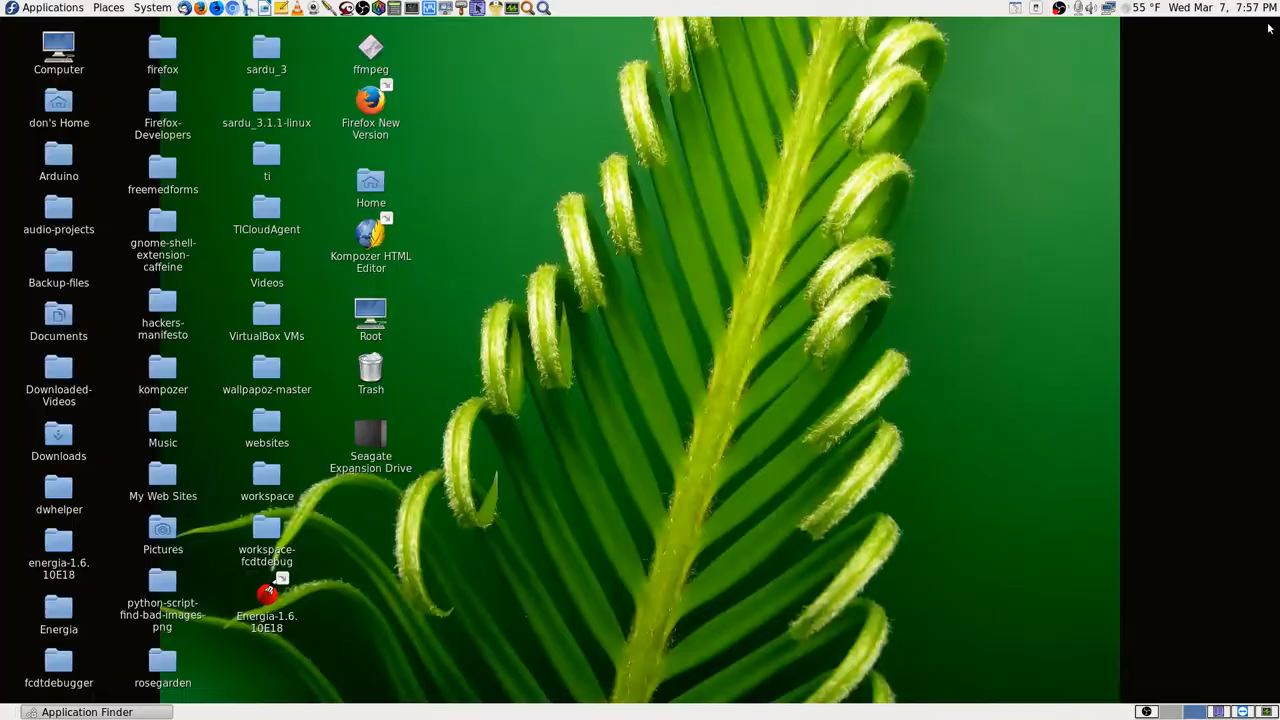 Applications Places System
55 °F Wed Mar 7, 7:57 PM
Computer
don's Home
Arduino
audio-projects
Backup-files
Documents
Downloaded-
Videos
Downloads
dwhelper
energia-1.6.
10E18
Energia
fcdtdebugger
firefox
Firefox-
Developers
freemedforms
gnome-shell-
extension-
caffeine
hackers-
manifesto
kompozer
Music
My Web Sites
Pictures
python-script-
find-bad-images-
png
rosegarden
sardu_3
sardu_3.1.1-linux
ti
TICloudAgent
Videos
VirtualBox VMs
wallpapoz-master
websites
workspace
workspace-
fcdtdebug
Energia-1.6.
10E18
ffmpeg
Firefox New
Version
Home
Kompozer HTML
Editor
Root
Trash
Seagate
Expansion Drive
Application Finder